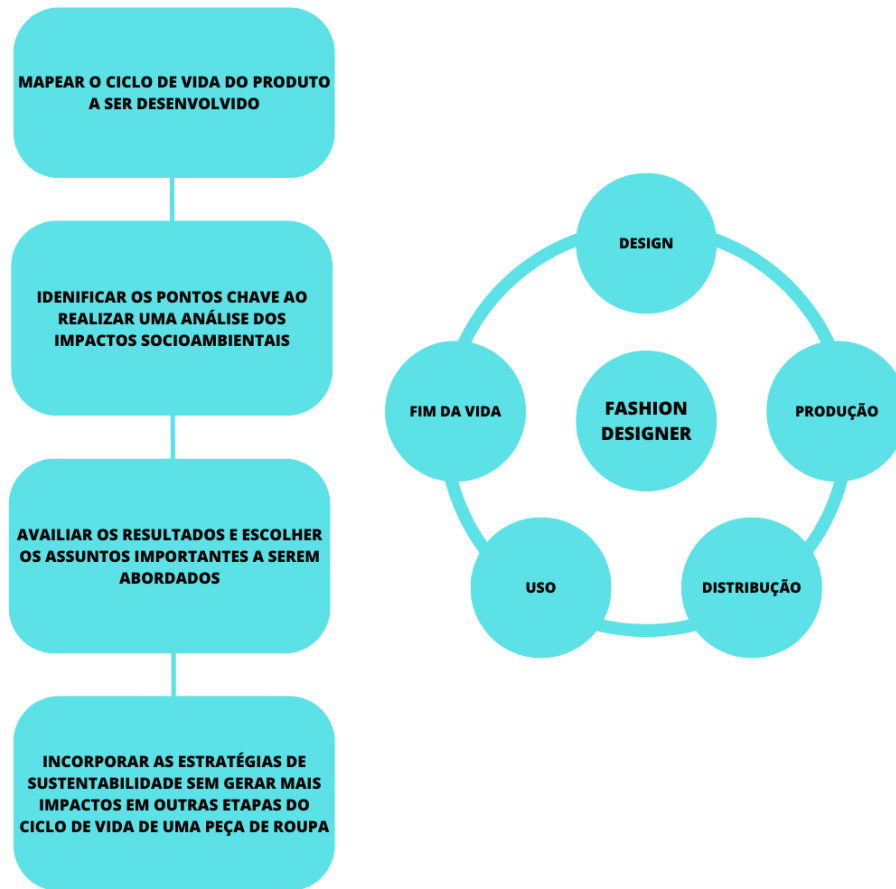 MAPEAR O CICLO DE VIDA DO PRODUTO
A SER DESENVOLVIDO
IDENIFICAR OS PONTOS CHAVE AO
REALIZAR UMA ANÁLISE DOS
IMPACTOS SOCIOAMBIENTAIS
AVAILIAR OS RESULTADOS E ESCOLHER
OS ASSUNTOS IMPORTANTES A SEREM
ABORDADOS
INCORPORAR AS ESTRATÉGIAS DE
SUSTENTABILIDADE SEM GERAR MAIS
IMPACTOS EM OUTRAS ETAPAS DO
CICLO DE VIDA DE UMA PEÇA DE ROUPA
DESIGN
FIM DA VIDA
FASHION
DESIGNER
PRODUÇÃO
USO
DISTRIBUÇÃO